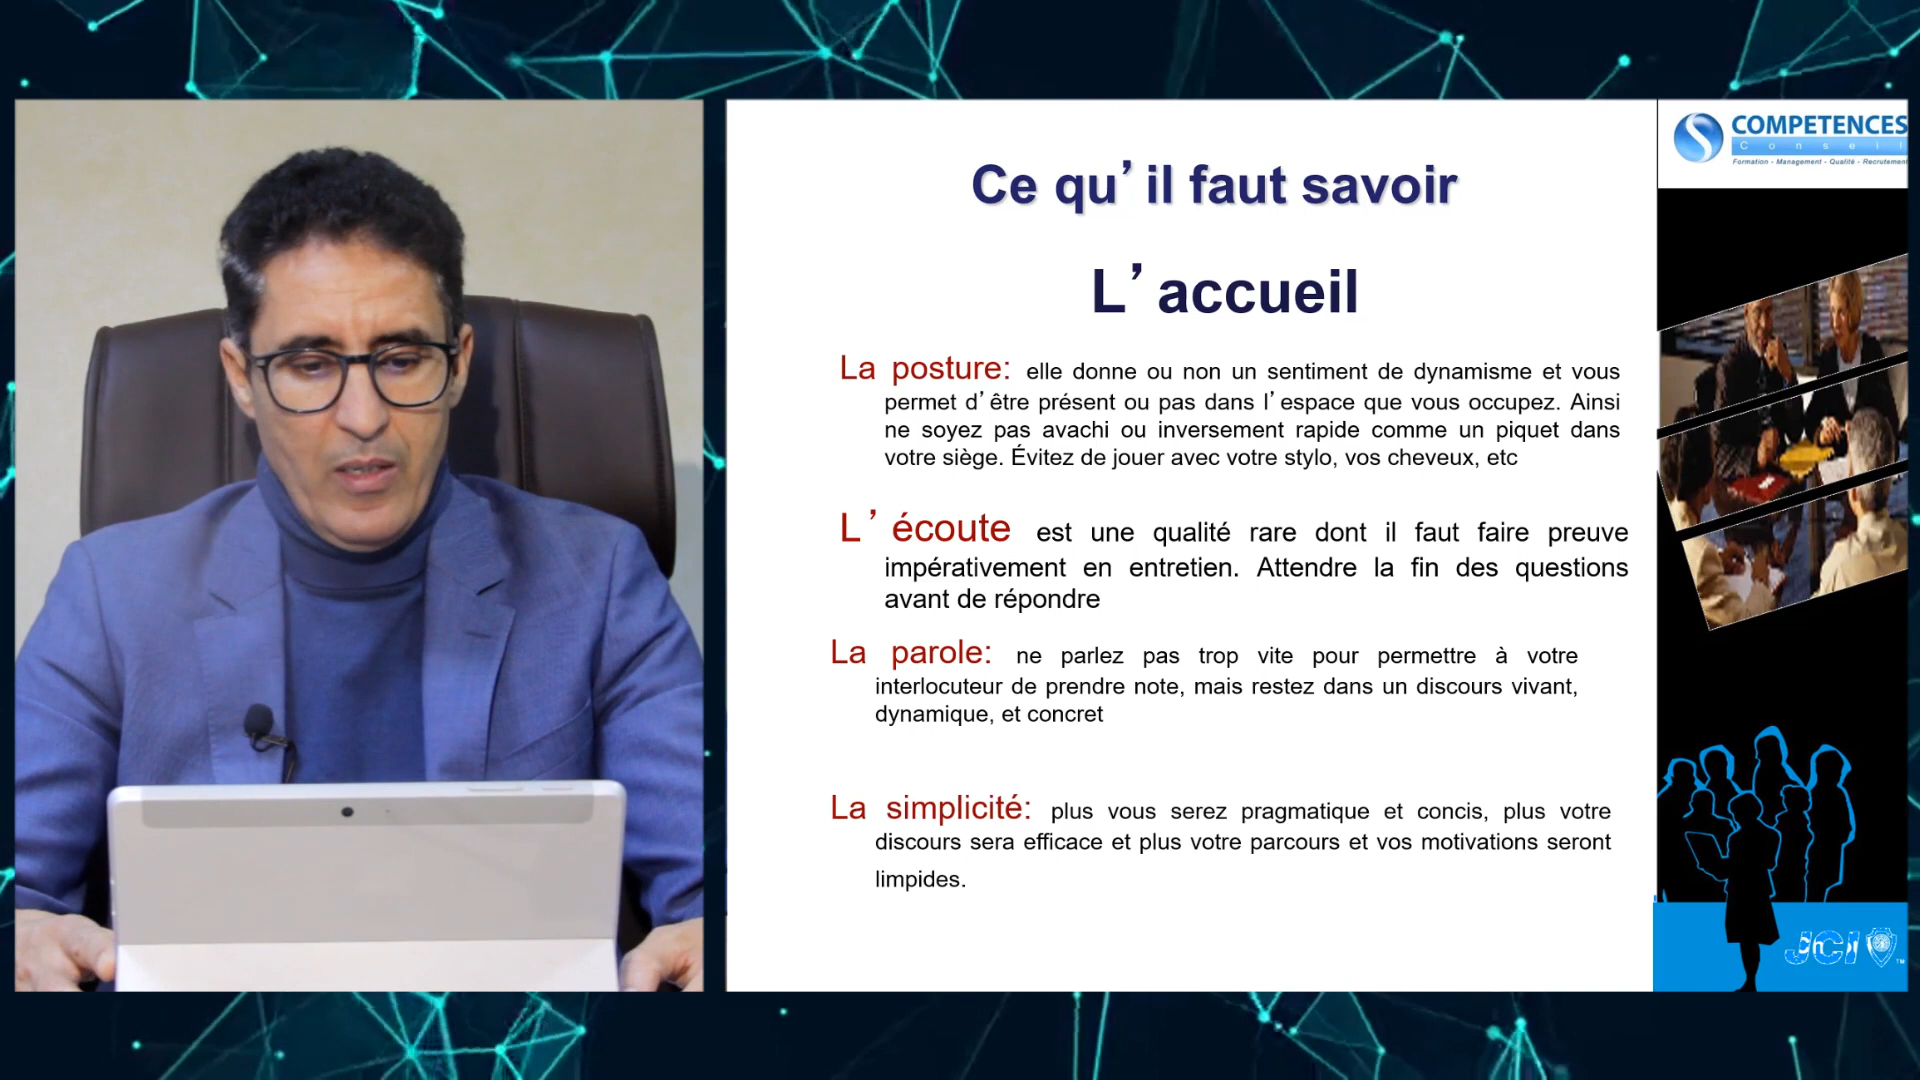 COMPETENCES
Conseil
Formation - Management - Qualité - Recrutement
Ce qu’il faut savoir
L’accueil
La posture: elle donne ou non un sentiment de dynamisme et vous
permet d’être présent ou pas dans l’espace que vous occupez. Ainsi
ne soyez pas avachi ou inversement rapide comme un piquet dans
votre siège. Évitez de jouer avec votre stylo, vos cheveux, etc
L’écoute est une qualité rare dont il faut faire preuve
impérativement en entretien. Attendre la fin des questions
avant de répondre
La parole: ne parlez pas trop vite pour permettre à votre
interlocuteur de prendre note, mais restez dans un discours vivant,
dynamique, et concret
La simplicité: plus vous serez pragmatique et concis, plus votre
discours sera efficace et plus votre parcours et vos motivations seront
limpides.
JCI
TM